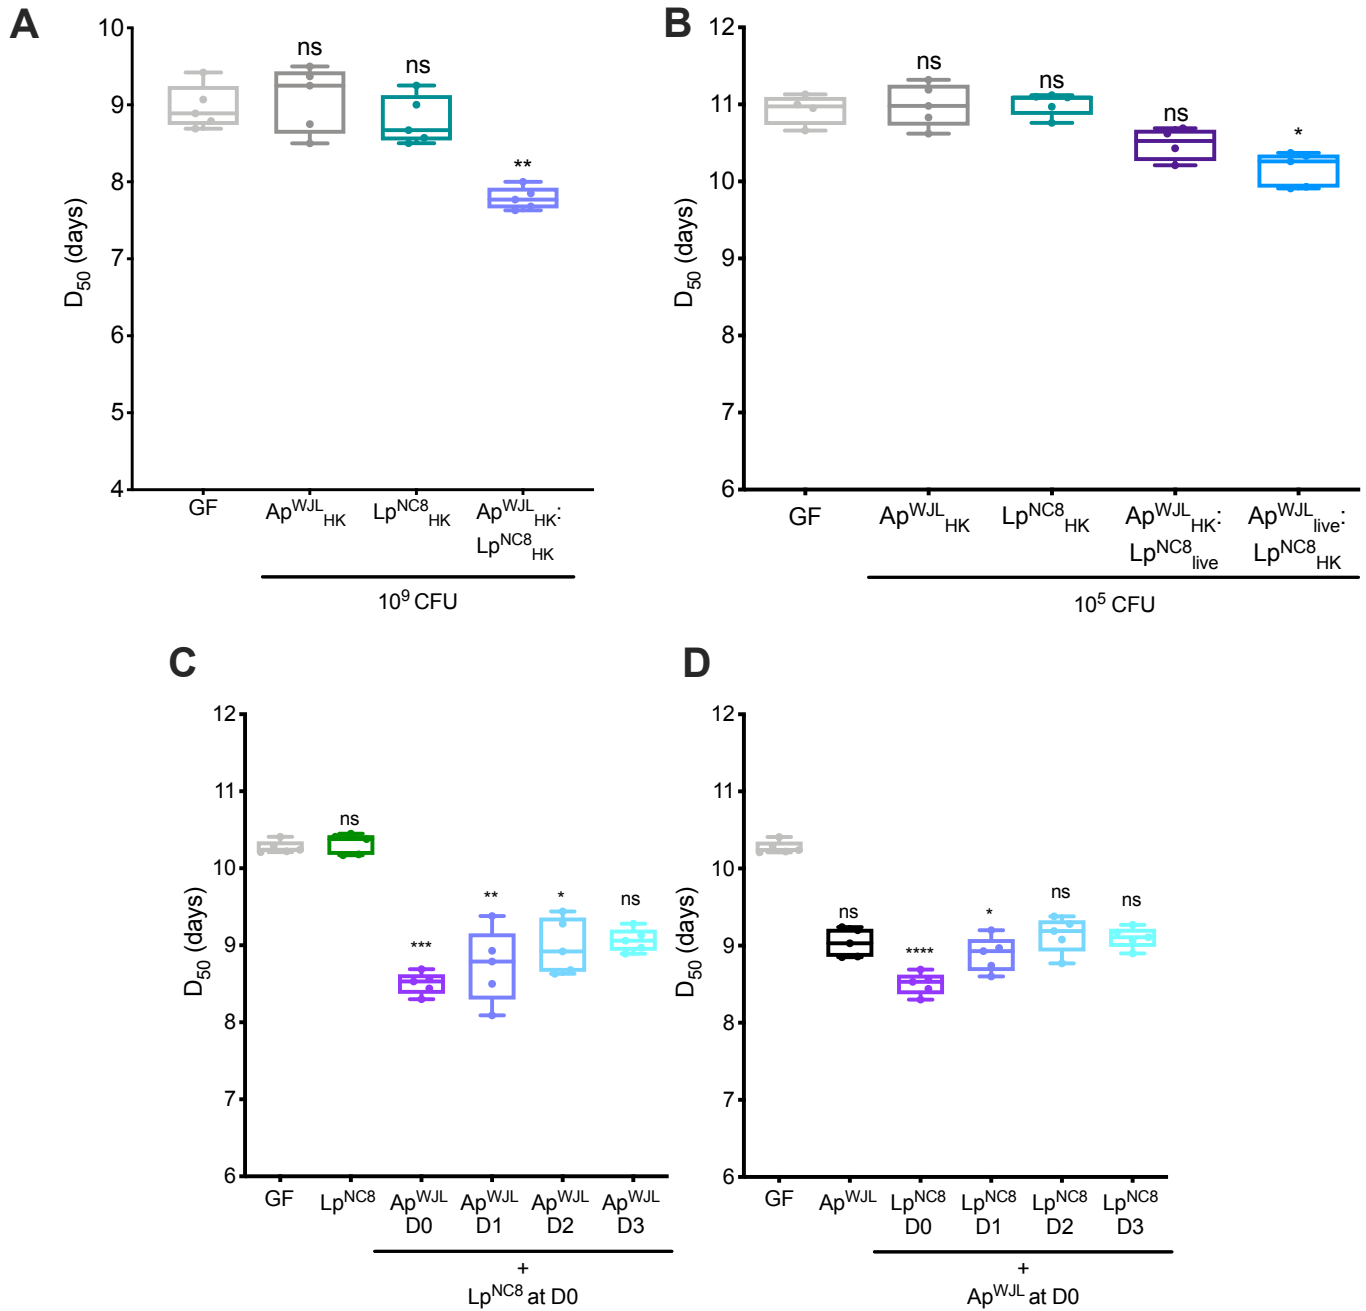 A
10
9
8
7
6
5
4
D50 (days)
ns
ns
**
GF
ApWJLHK
LpNC8HK
ApWJLHK:
LpNC8HK
109 CFU
B
12
11
10
9
8
7
6
D50 (days)
ns
ns
ns
*
GF
ApWJLHK
LpNC8HK
ApWJLHK:
LpNC8live
ApWJLlive:
LpNC8HK
105 CFU
C
12
11
10
9
8
7
6
D50 (days)
ns
***
**
*
ns
GF
LpNC8
ApWJL
D0
ApWJL
D1
ApWJL
D2
ApWJL
D3
+
LpNC8 at D0
D
12
11
10
9
8
7
6
D50 (days)
ns
****
*
ns
ns
GF
ApWJL
LpNC8
D0
LpNC8
D1
LpNC8
D2
LpNC8
D3
+
ApWJL at D0